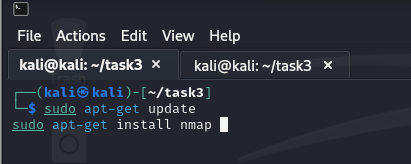 File Actions Edit View Help
kali@kali: ~/task3 × kali@kali: ~/task3 ×
┌──(kali㉿kali)-[~/task3]
└─$ sudo apt-get update
sudo apt-get install nmap